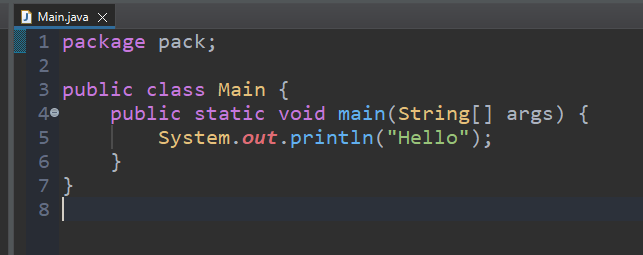 Main.java
1 package pack;
2
3 public class Main {
4     public static void main(String[] args) {
5         System.out.println("Hello");
6     }
7 }
8